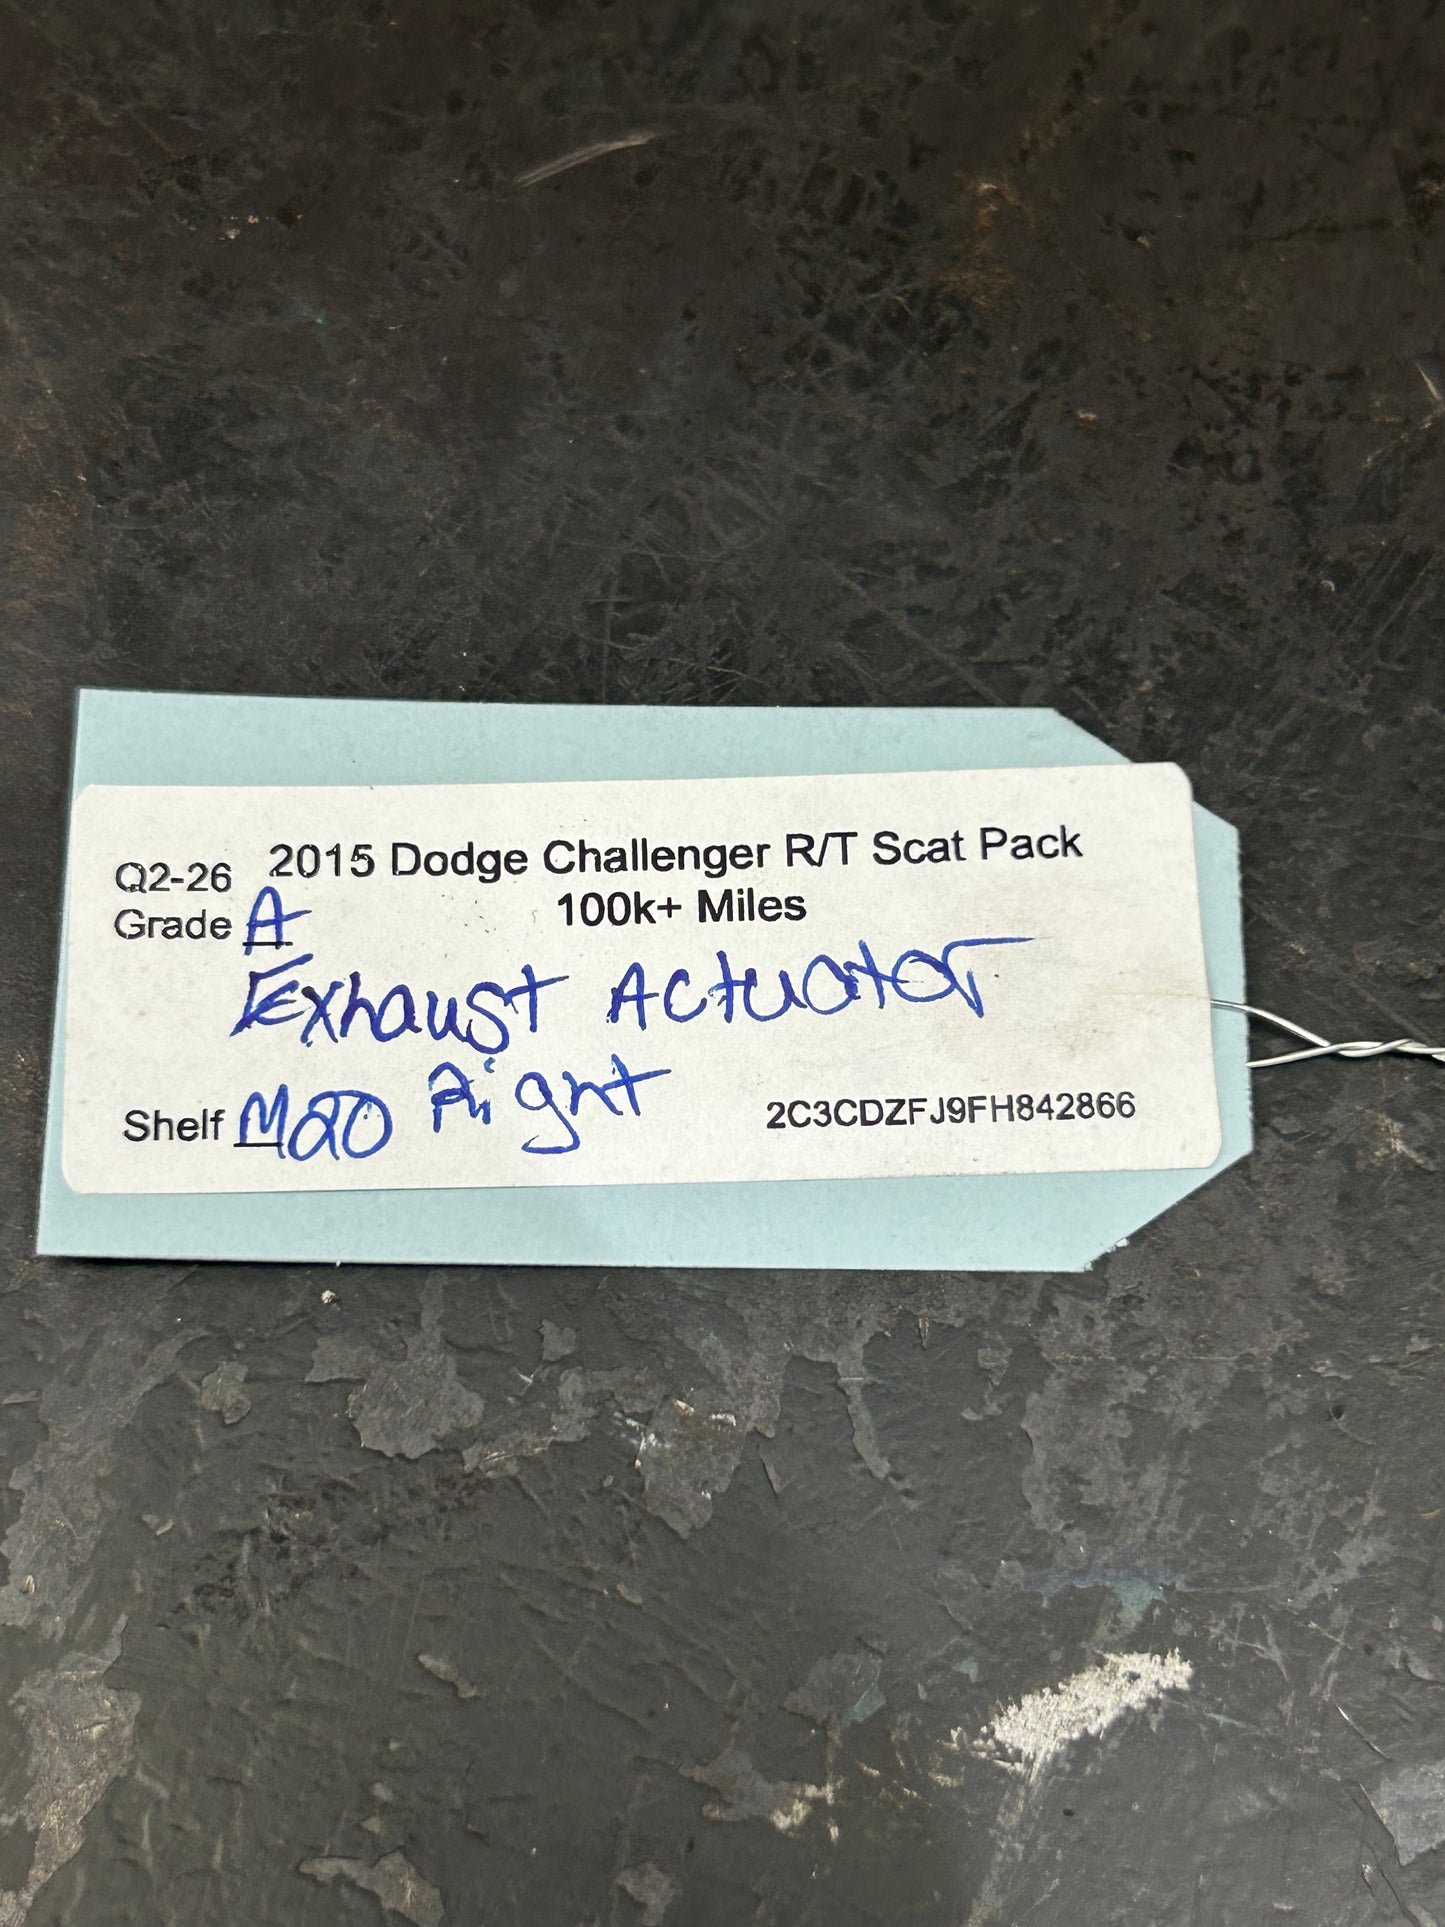 Q2-26 2015 Dodge Challenger R/T Scat Pack
Grade A 100k+ Miles
Exhaust Actuator
Right
Shelf M20 2C3CDZFJ9FH842866